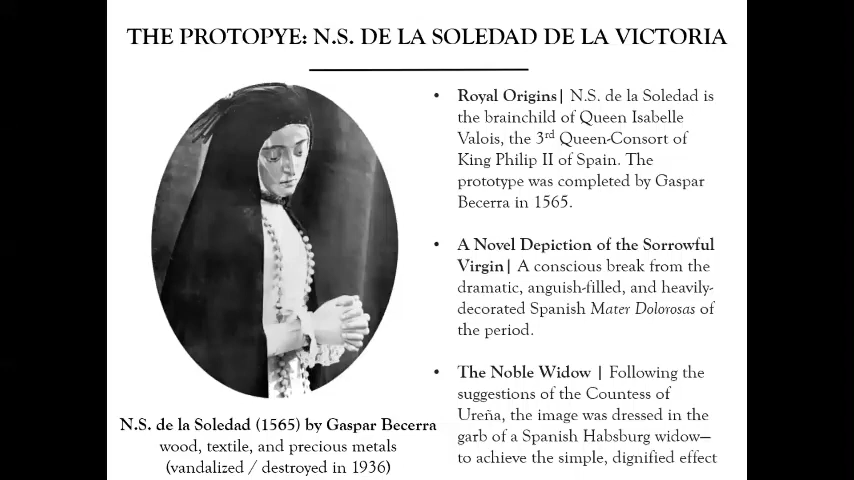 THE PROTOPYE: N.S. DE LA SOLEDAD DE LA VICTORIA
• Royal Origins| N.S. de la Soledad is
the brainchild of Queen Isabelle
Valois, the 3rd Queen-Consort of
King Philip II of Spain. The
prototype was completed by Gaspar
Becerra in 1565.
• A Novel Depiction of the Sorrowful
Virgin| A conscious break from the
dramatic, anguish-filled, and heavily-
decorated Spanish Mater Dolorosas of
the period.
• The Noble Widow | Following the
suggestions of the Countess of
Ureña, the image was dressed in the
garb of a Spanish Habsburg widow—
to achieve the simple, dignified effect
N.S. de la Soledad (1565) by Gaspar Becerra
wood, textile, and precious metals
(vandalized / destroyed in 1936)